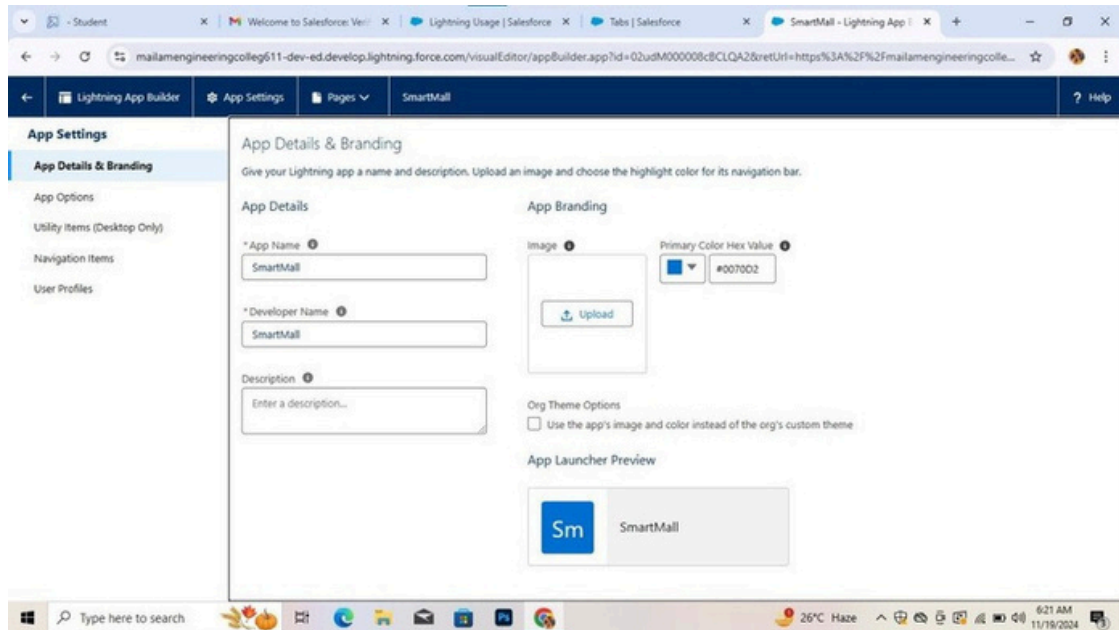 - Student
Welcome to Salesforce: Veri
Lightning Usage | Salesforce
Tabs | Salesforce
SmartMall - Lightning App
mailamengineeringcolleg611-dev-ed.develop.lightning.force.com/visualEditor/appBuilder.app?id=02udM000008cBCLQA2&retUrl=https%3A%2F%2Fmailamengineeringcolle...
Lightning App Builder
App Settings
Pages
SmartMall
? Help
App Settings
App Details & Branding
App Options
Utility Items (Desktop Only)
Navigation Items
User Profiles
App Details & Branding
Give your Lightning app a name and description. Upload an image and choose the highlight color for its navigation bar.
App Details
*App Name
SmartMall
*Developer Name
SmartMall
Description
Enter a description...
App Branding
Image
Upload
Primary Color Hex Value
#0070D2
Org Theme Options
Use the app's image and color instead of the org's custom theme
App Launcher Preview
Sm
SmartMall
Type here to search
26°C Haze
6:21 AM
11/19/2024